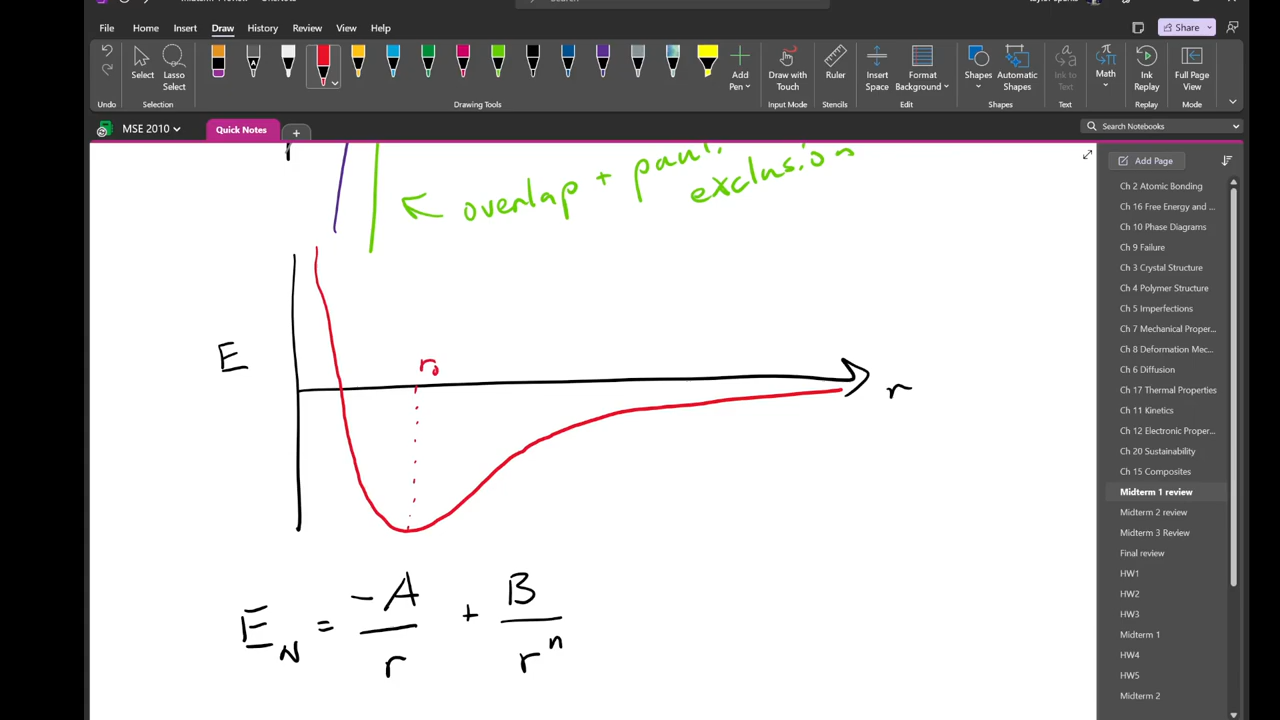 File Home Insert Draw History Review View Help Share
Undo
Select
Lasso Select
Selection
Drawing Tools
Add Pen
Draw with Touch
Input Mode
Ruler
Stencils
Insert Space
Format Background
Edit
Shapes
Automatic Shapes
Shapes
Ink to Text
Text
Math
Ink Replay
Replay
Full Page View
Mode
MSE 2010
Quick Notes
+
Search Notebooks
Add Page
Ch 2 Atomic Bonding
Ch 16 Free Energy and ...
Ch 10 Phase Diagrams
Ch 9 Failure
Ch 3 Crystal Structure
Ch 4 Polymer Structure
Ch 5 Imperfections
Ch 7 Mechanical Proper...
Ch 8 Deformation Mec...
Ch 6 Diffusion
Ch 17 Thermal Properties
Ch 11 Kinetics
Ch 12 Electronic Proper...
Ch 20 Sustainability
Ch 15 Composites
Midterm 1 review
Midterm 2 review
Midterm 3 Review
Final review
HW1
HW2
HW3
Midterm 1
HW4
HW5
Midterm 2
← overlap + pauli
exclusion
E
r₀
r
E_N = -A/r + B/r^n